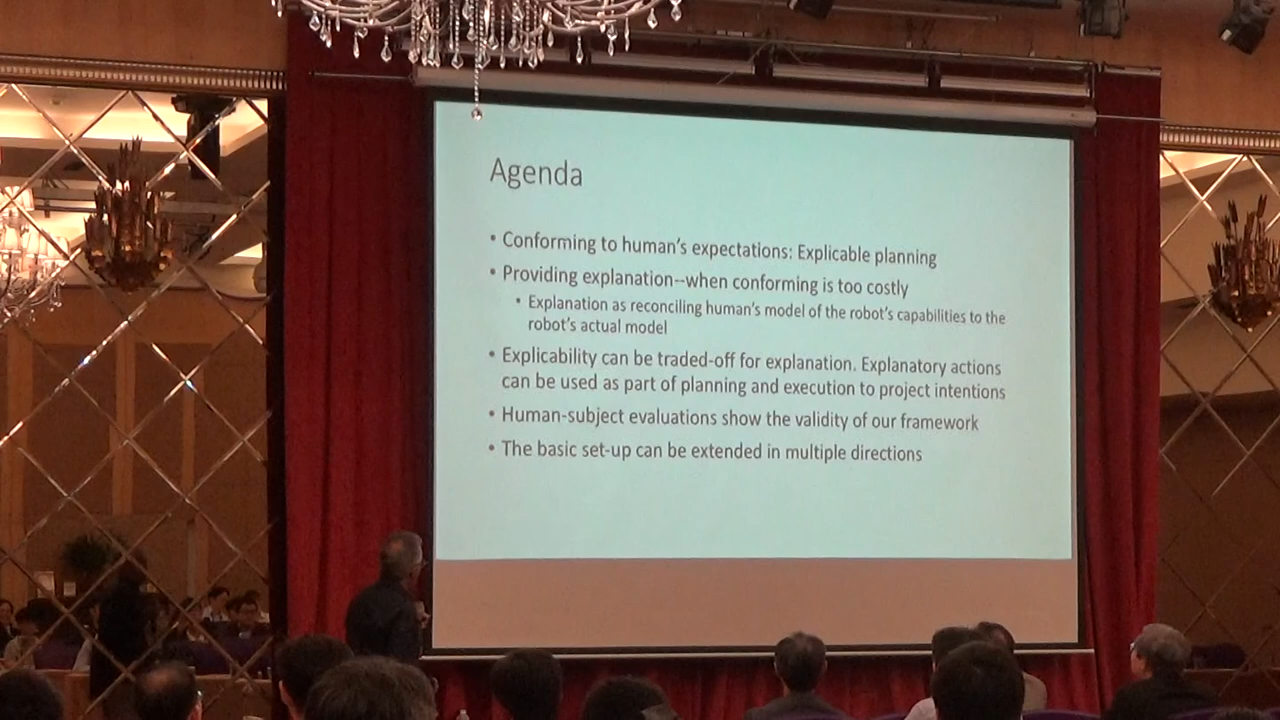 Agenda
• Conforming to human's expectations: Explicable planning
• Providing explanation--when conforming is too costly
• Explanation as reconciling human's model of the robot's capabilities to the
robot's actual model
• Explicability can be traded-off for explanation. Explanatory actions
can be used as part of planning and execution to project intentions
• Human-subject evaluations show the validity of our framework
• The basic set-up can be extended in multiple directions